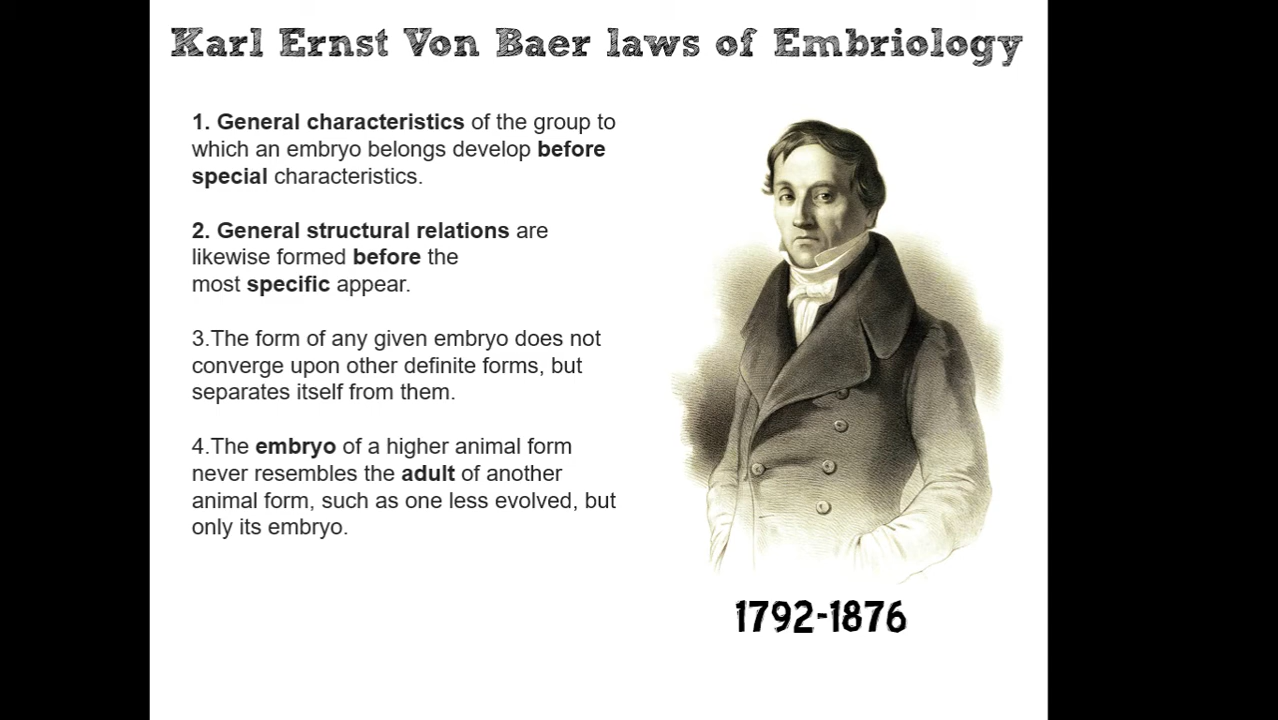 Karl Ernst Von Baer laws of Embriology
1. General characteristics of the group to
which an embryo belongs develop before
special characteristics.
2. General structural relations are
likewise formed before the
most specific appear.
3.The form of any given embryo does not
converge upon other definite forms, but
separates itself from them.
4.The embryo of a higher animal form
never resembles the adult of another
animal form, such as one less evolved, but
only its embryo.
1792-1876